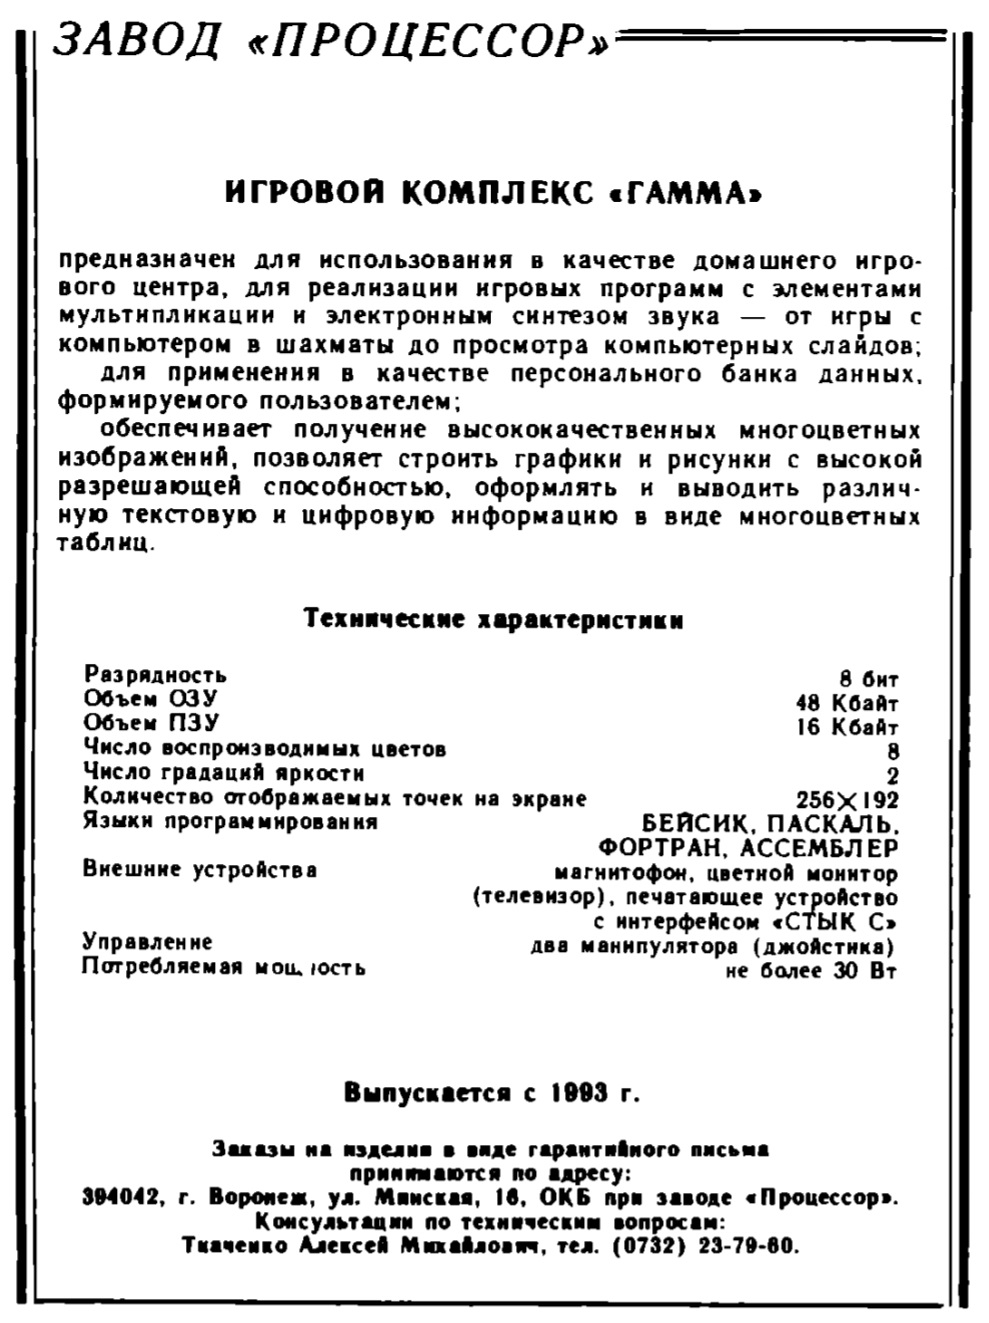 ЗАВОД «ПРОЦЕССОР»
ИГРОВОЙ КОМПЛЕКС «ГАММА»
предназначен для использования в качестве домашнего игро-
вого центра, для реализации игровых программ с элементами
мультипликации и электронным синтезом звука — от игры с
компьютером в шахматы до просмотра компьютерных слайдов;
для применения в качестве персонального банка данных,
формируемого пользователем;
обеспечивает получение высококачественных многоцветных
изображений, позволяет строить графики и рисунки с высокой
разрешающей способностью, оформлять и выводить различ-
ную текстовую и цифровую информацию в виде многоцветных
таблиц.
Технические характеристики
Разрядность 8 бит
Объем ОЗУ 48 Кбайт
Объем ПЗУ 16 Кбайт
Число воспроизводимых цветов 8
Число градаций яркости 2
Количество отображаемых точек на экране 256×192
Языки программирования БЕЙСИК, ПАСКАЛЬ,
ФОРТРАН, АССЕМБЛЕР
Внешние устройства магнитофон, цветной монитор
(телевизор), печатающее устройство
с интерфейсом «СТЫК С»
Управление два манипулятора (джойстика)
Потребляемая мощность не более 30 Вт
Выпускается с 1993 г.
Заказы на изделия в виде гарантийного письма
принимаются по адресу:
394042, г. Воронеж, ул. Минская, 16, ОКБ при заводе «Процессор».
Консультации по техническим вопросам:
Ткаченко Алексей Михайлович, тел. (0732) 23-79-60.